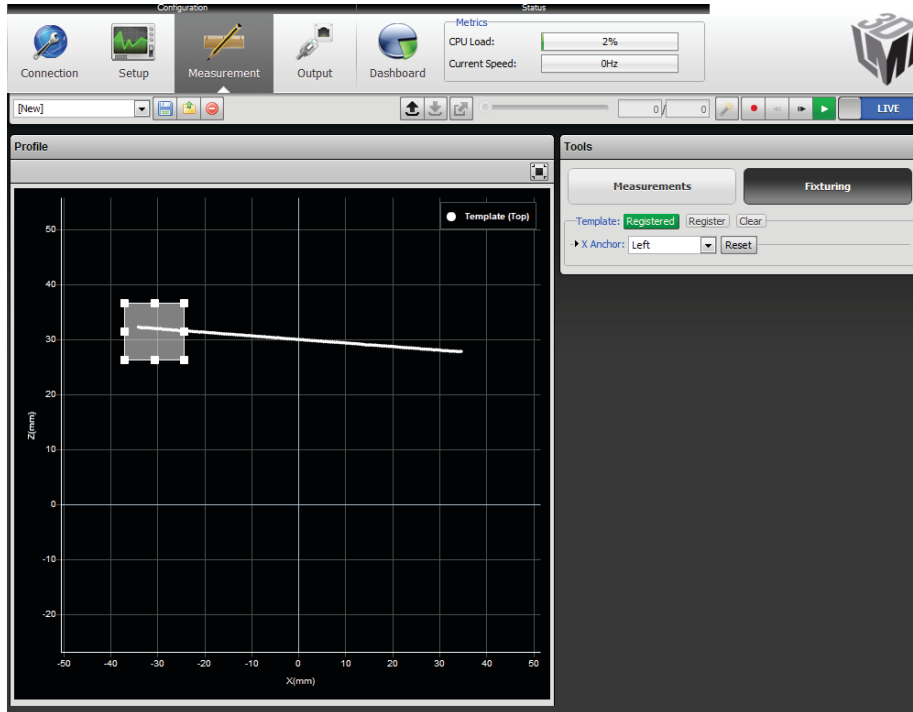 Configuration Status
Connection Setup Measurement Output Dashboard
Metrics
CPU Load: 2%
Current Speed: 0Hz
3D
LM
[New] 0 / 0 LIVE
Profile
Template (Top)
50
40
30
20
10
0
-10
-20
Z(mm)
-50 -40 -30 -20 -10 0 10 20 30 40 50
X(mm)
Tools
Measurements Fixturing
Template: Registered Register Clear
X Anchor: Left Reset